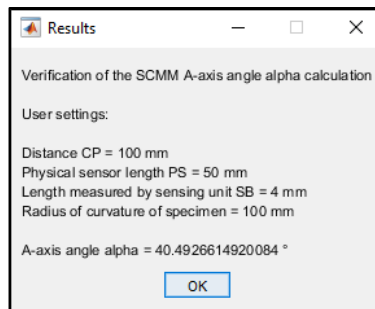 Results
Verification of the SCMM A-axis angle alpha calculation
User settings:
Distance CP = 100 mm
Physical sensor length PS = 50 mm
Length measured by sensing unit SB = 4 mm
Radius of curvature of specimen = 100 mm
A-axis angle alpha = 40.4926614920084 °
OK